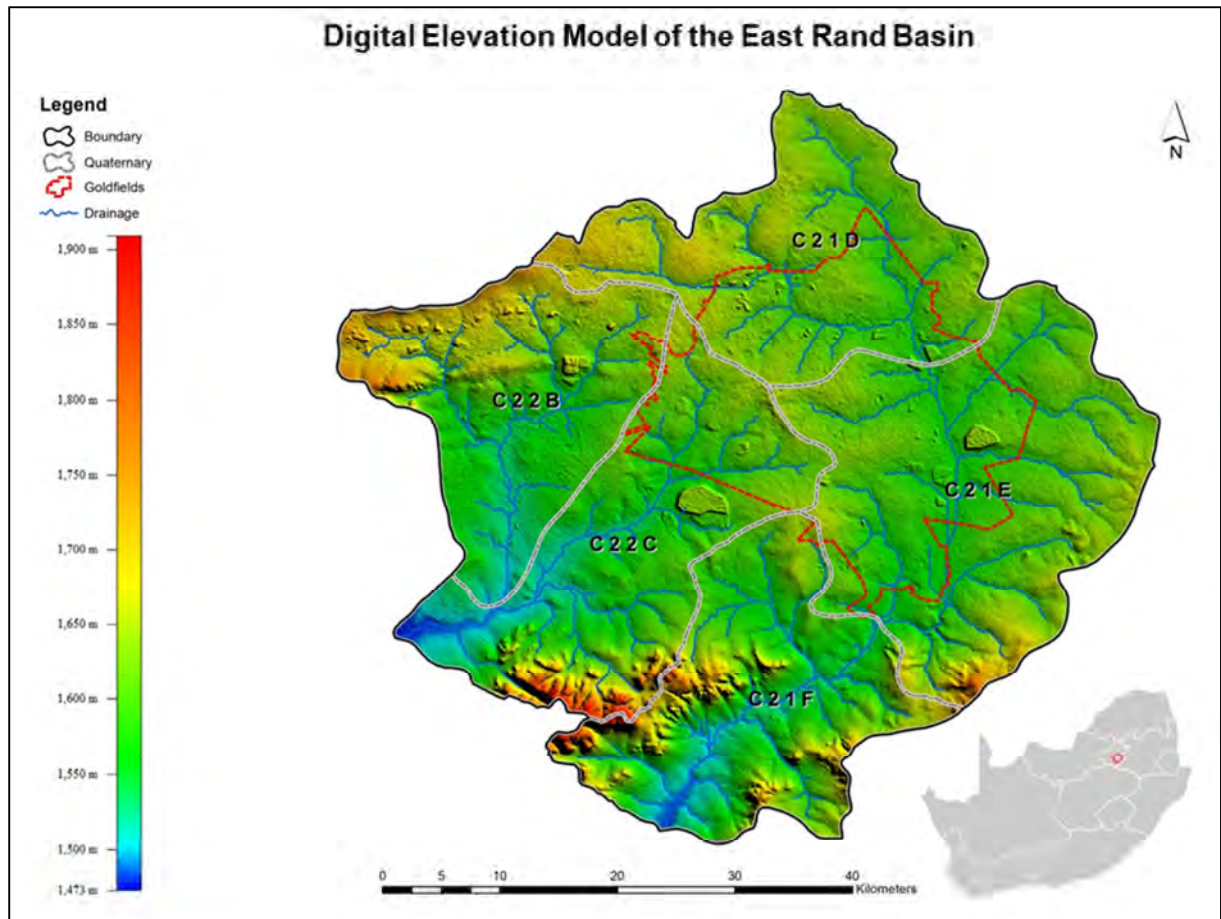 Digital Elevation Model of the East Rand Basin
Legend
Boundary
Quaternary
Goldfields
Drainage
N
1,900 m
1,850 m
1,800 m
1,750 m
1,700 m
1,650 m
1,600 m
1,550 m
1,500 m
1,473 m
C 2 1 D
C 2 2 B
C 2 1 E
C 2 2 C
C 2 1 F
0 5 10 20 30 40
Kilometers